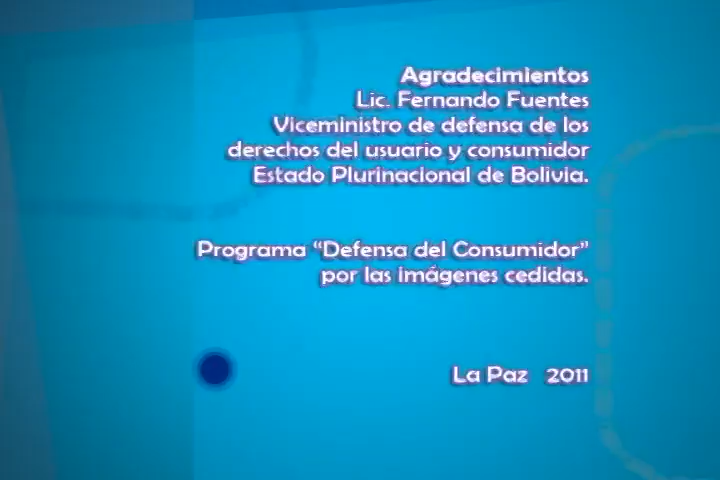 Agradecimientos
Lic. Fernando Fuentes
Viceministro de defensa de los
derechos del usuario y consumidor
Estado Plurinacional de Bolivia.
Programa “Defensa del Consumidor”
por las imágenes cedidas.
La Paz 2011